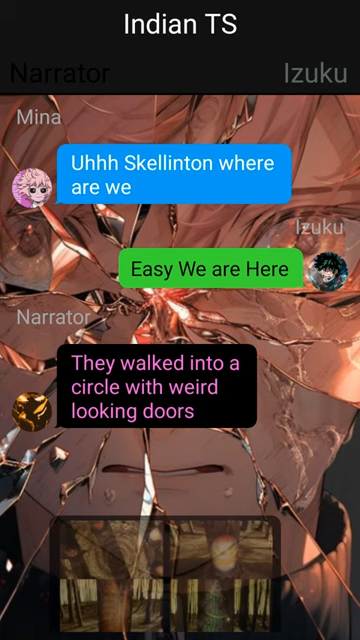 Indian TS
Narrator
Izuku
Mina
Uhhh Skellinton where
are we
Izuku
Easy We are Here
Narrator
They walked into a
circle with weird
looking doors